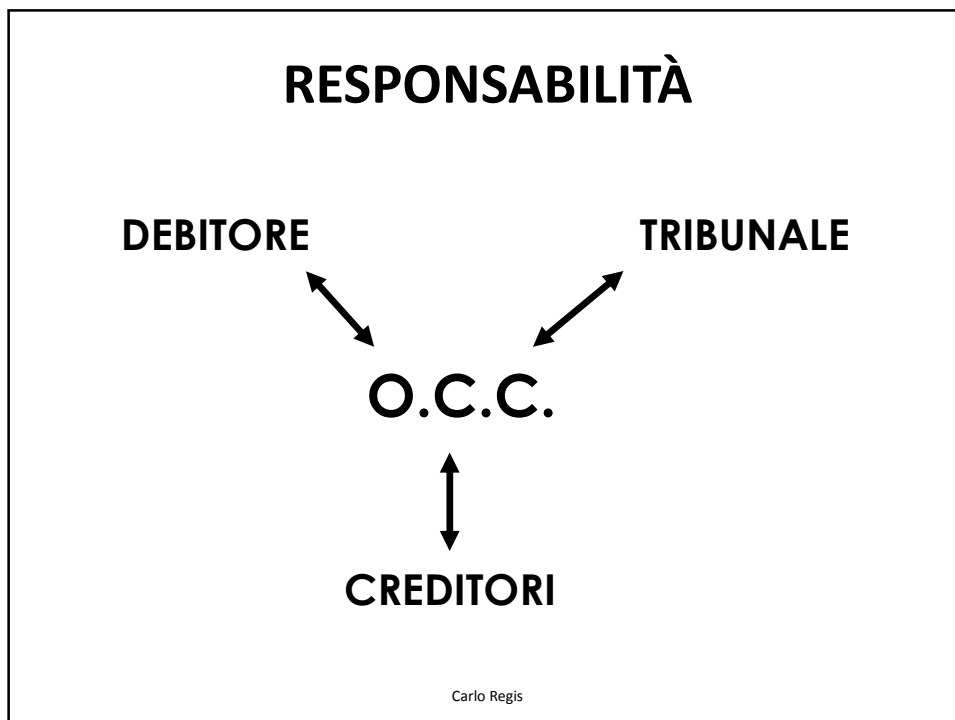 RESPONSABILITÀ
DEBITORE TRIBUNALE
O.C.C.
CREDITORI
Carlo Regis